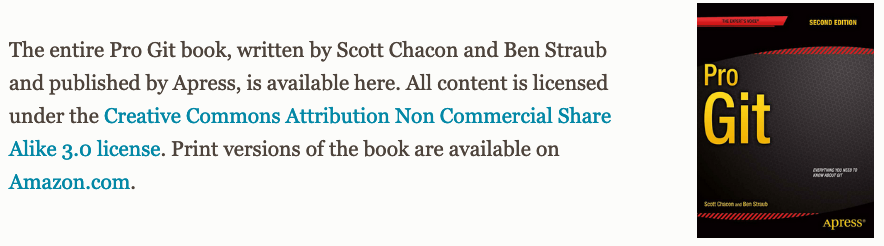 The entire Pro Git book, written by Scott Chacon and Ben Straub
and published by Apress, is available here. All content is licensed
under the Creative Commons Attribution Non Commercial Share
Alike 3.0 license. Print versions of the book are available on
Amazon.com.
THE EXPERT'S VOICE®
SECOND EDITION
Pro
Git
EVERYTHING YOU NEED TO
KNOW ABOUT GIT
Scott Chacon and Ben Straub
Apress®